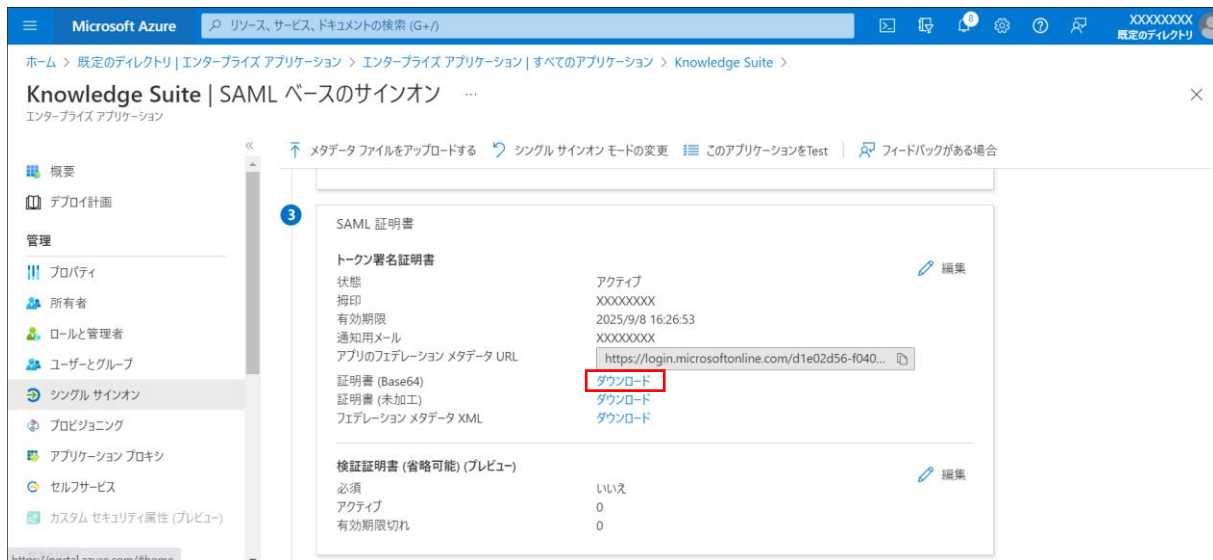 Microsoft Azure
リソース、サービス、ドキュメントの検索 (G+/)
8
XXXXXXXX
既定のディレクトリ
ホーム > 既定のディレクトリ | エンタープライズ アプリケーション > エンタープライズ アプリケーション | すべてのアプリケーション > Knowledge Suite >
Knowledge Suite | SAML ベースのサインオン ...
エンタープライズ アプリケーション
メタデータ ファイルをアップロードする シングル サインオン モードの変更 このアプリケーションをTest | フィードバックがある場合
概要
デプロイ計画
管理
プロパティ
所有者
ロールと管理者
ユーザーとグループ
シングル サインオン
プロビジョニング
アプリケーション プロキシ
セルフサービス
カスタム セキュリティ属性 (プレビュー)
https://portal.azure.com/#home
3
SAML 証明書
トークン署名証明書
編集
状態 アクティブ
拇印 XXXXXXXX
有効期限 2025/9/8 16:26:53
通知用メール XXXXXXXX
アプリのフェデレーション メタデータ URL https://login.microsoftonline.com/d1e02d56-f040...
証明書 (Base64) ダウンロード
証明書 (未加工) ダウンロード
フェデレーション メタデータ XML ダウンロード
検証証明書 (省略可能) (プレビュー)
編集
必須 いいえ
アクティブ 0
有効期限切れ 0